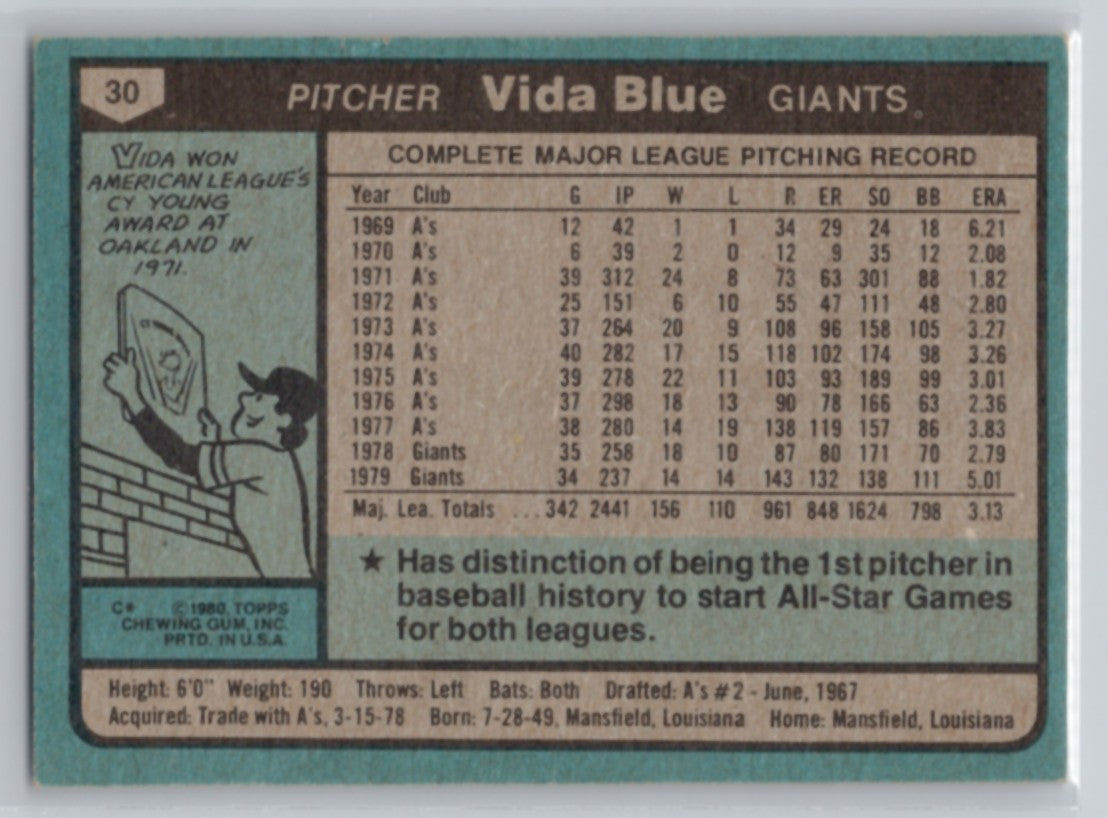 30 PITCHER Vida Blue GIANTS
VIDA WON
AMERICAN LEAGUE'S
CY YOUNG
AWARD AT
OAKLAND IN
1971.
COMPLETE MAJOR LEAGUE PITCHING RECORD
Year Club G IP W L R ER SO BB ERA
1969 A's 12 42 1 1 34 29 24 18 6.21
1970 A's 6 39 2 0 12 9 35 12 2.08
1971 A's 39 312 24 8 73 63 301 88 1.82
1972 A's 25 151 6 10 55 47 111 48 2.80
1973 A's 37 264 20 9 108 96 158 105 3.27
1974 A's 40 282 17 15 118 102 174 98 3.26
1975 A's 39 278 22 11 103 93 189 99 3.01
1976 A's 37 298 18 13 90 78 166 63 2.36
1977 A's 38 280 14 19 138 119 157 86 3.83
1978 Giants 35 258 18 10 87 80 171 70 2.79
1979 Giants 34 237 14 14 143 132 138 111 5.01
Maj. Lea. Totals ...342 2441 156 110 961 848 1624 798 3.13
★ Has distinction of being the 1st pitcher in
baseball history to start All-Star Games
for both leagues.
C* ©1980, TOPPS
CHEWING GUM, INC.
PRTD. IN U.S.A.
Height: 6'0" Weight: 190 Throws: Left Bats: Both Drafted: A's #2 - June, 1967
Acquired: Trade with A's, 3-15-78 Born: 7-28-49, Mansfield, Louisiana Home: Mansfield, Louisiana